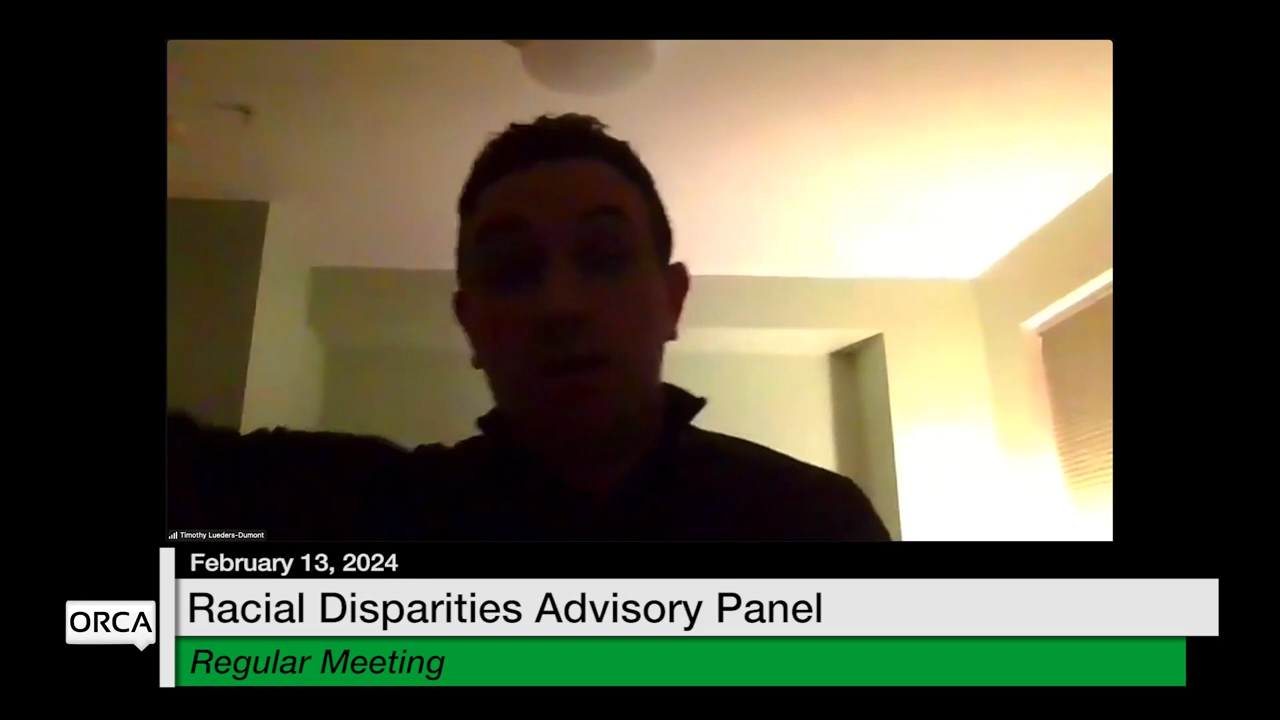 Timothy Lueders-Dumont
February 13, 2024
Racial Disparities Advisory Panel
ORCA
Regular Meeting